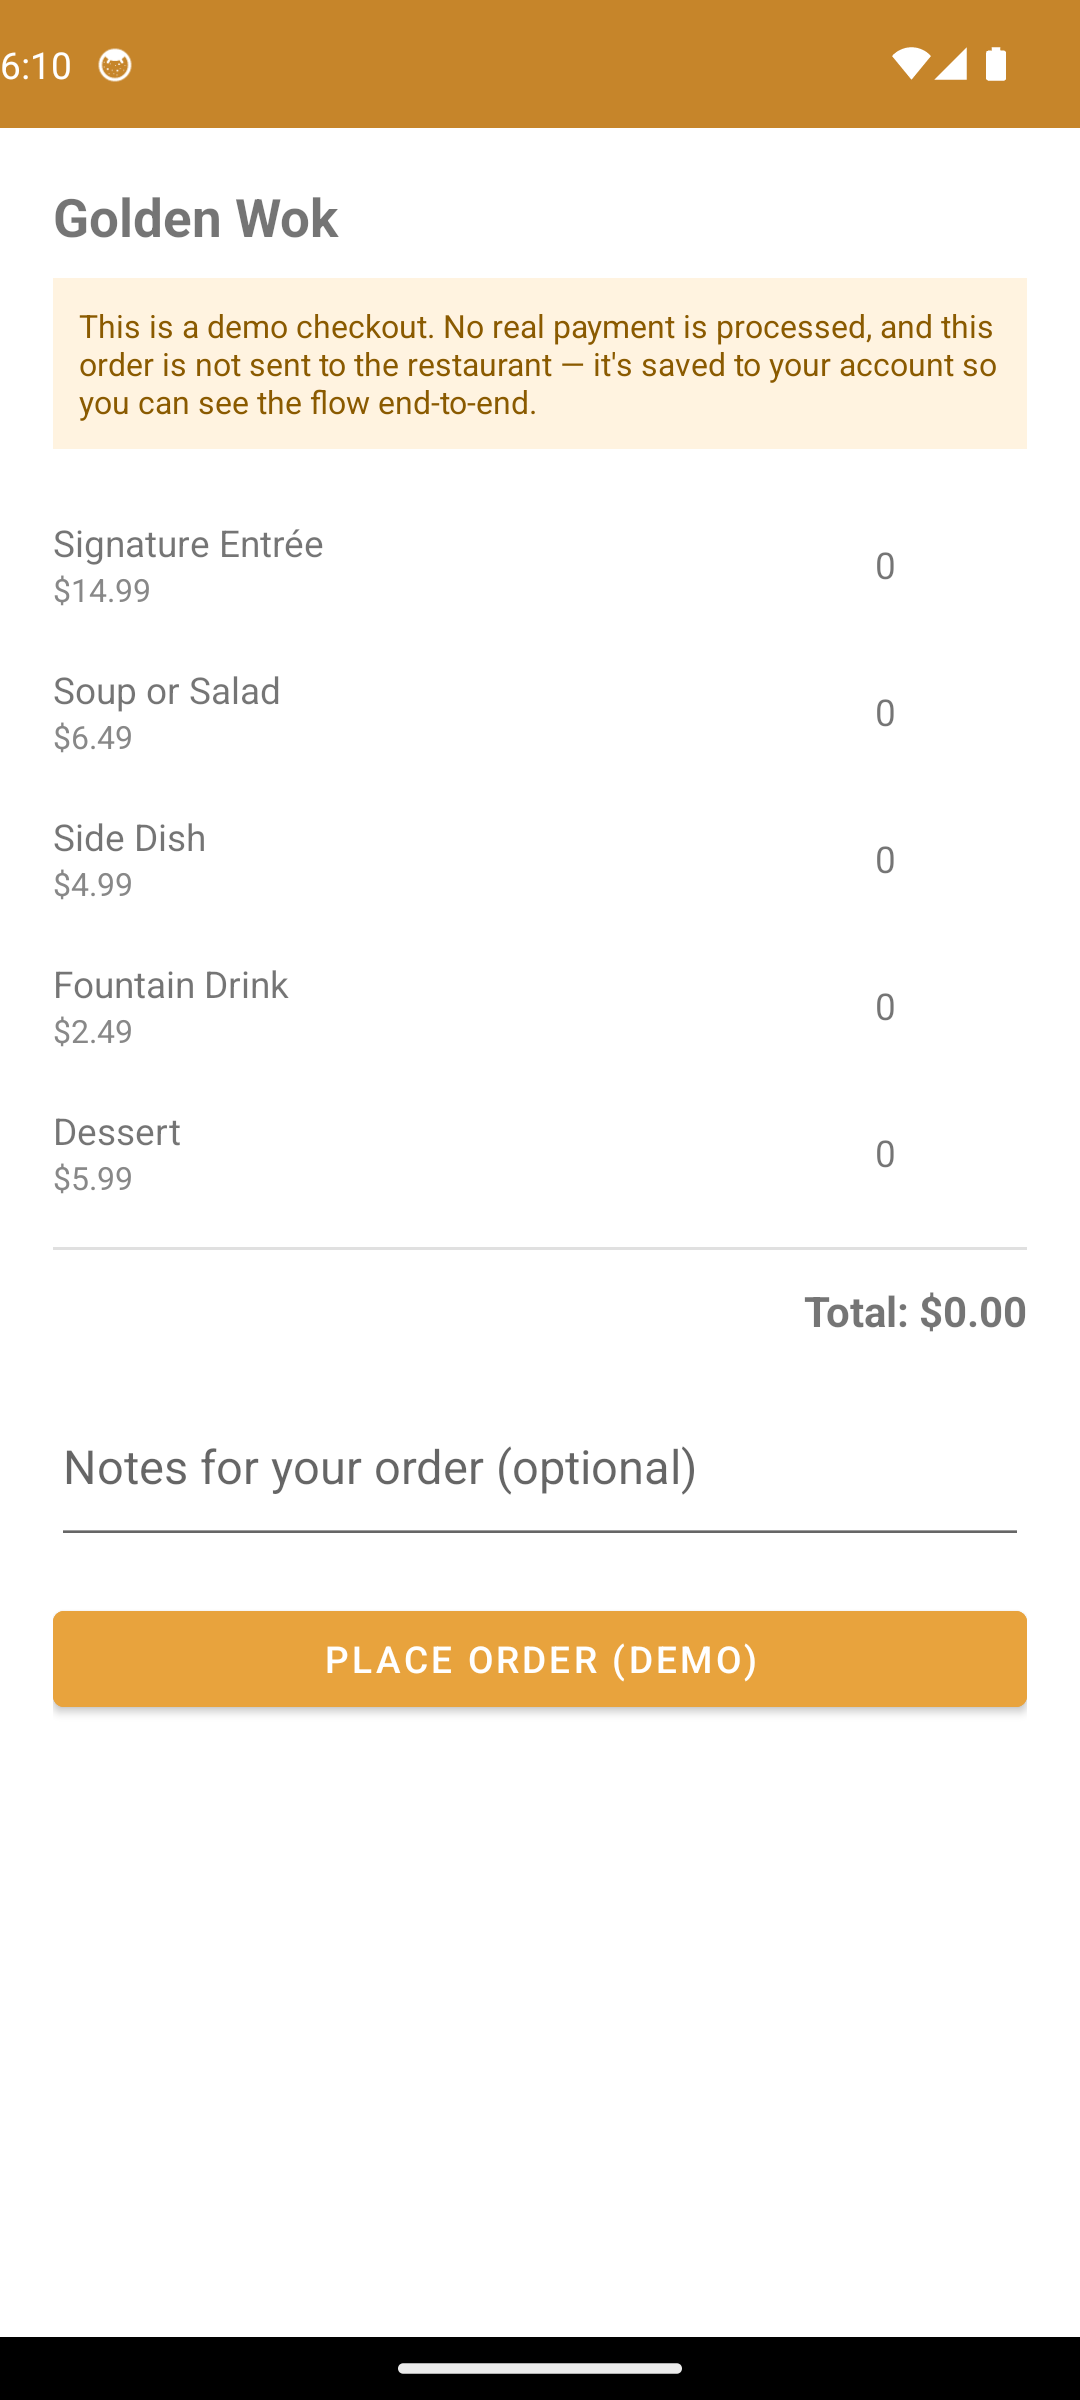 6:10
Golden Wok
This is a demo checkout. No real payment is processed, and this
order is not sent to the restaurant — it's saved to your account so
you can see the flow end-to-end.
Signature Entrée
$14.99
0
Soup or Salad
$6.49
0
Side Dish
$4.99
0
Fountain Drink
$2.49
0
Dessert
$5.99
0
Total: $0.00
Notes for your order (optional)
PLACE ORDER (DEMO)